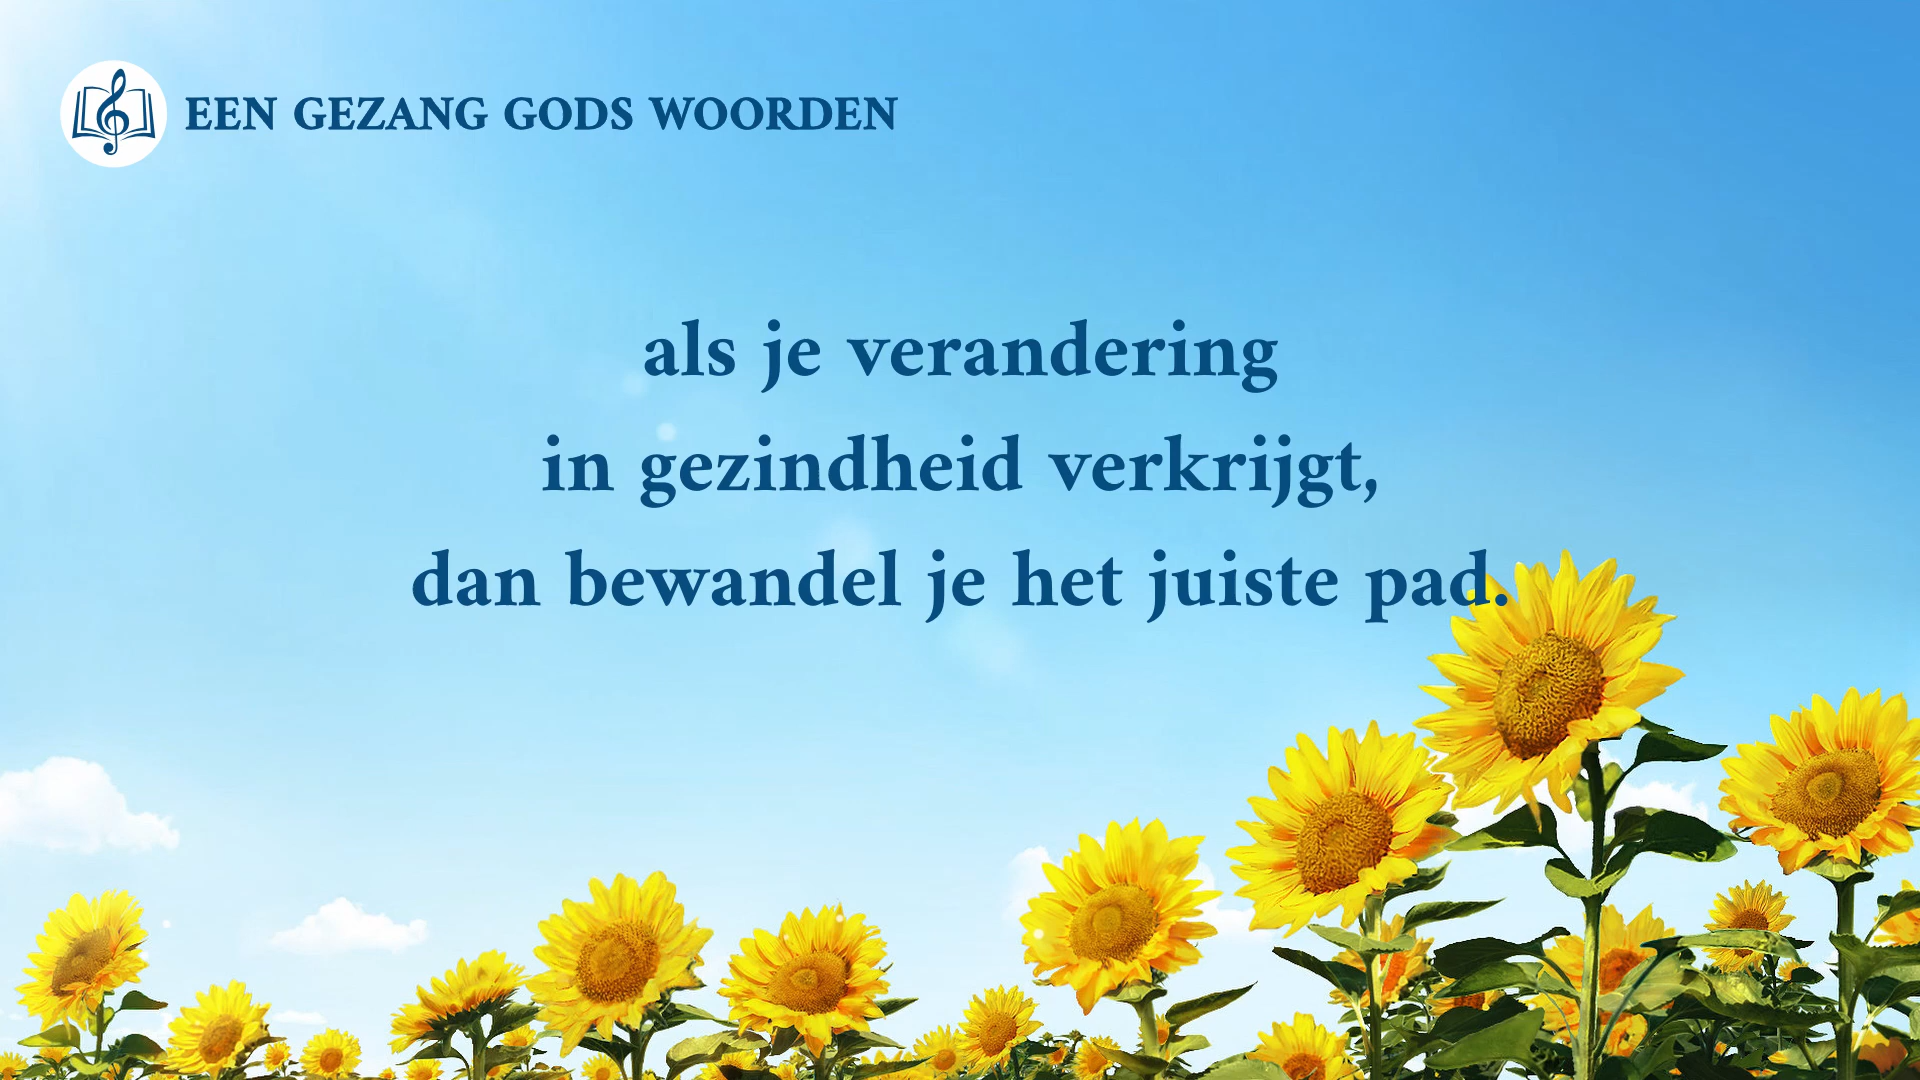 EEN GEZANG GODS WOORDEN
als je verandering
in gezindheid verkrijgt,
dan bewandel je het juiste pad.